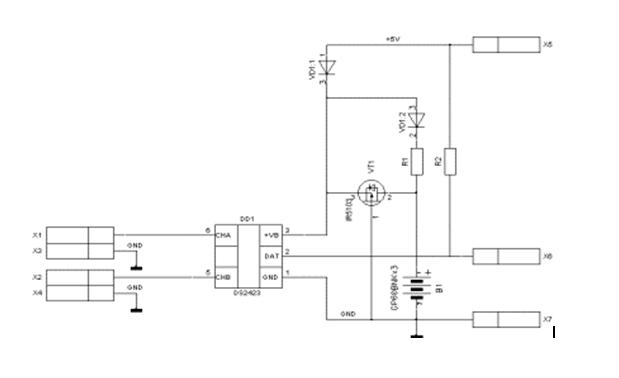 +5V
X5
1
VD1:1
3
3
VD1:2
2
R1
R2
VT1
3
2
1
DD1
X1
6
CHA
+VB
3
X3
GND
DAT
2
X6
X2
5
CHB
GND
1
X4
GND
DS2423
+
B1
GND
X7